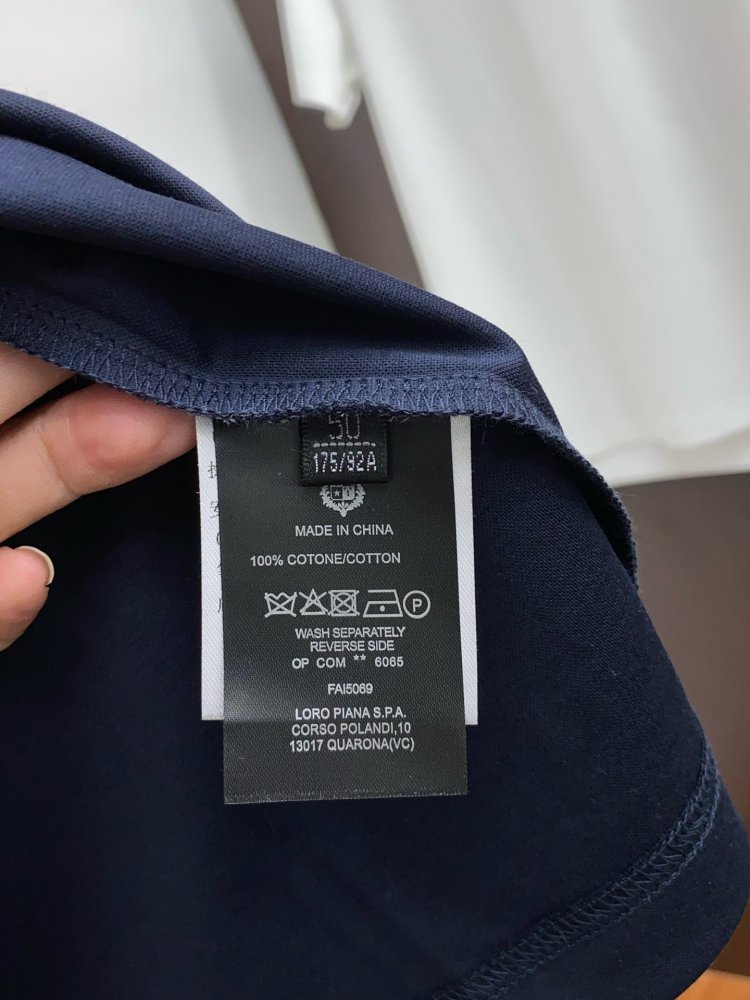 50
175/92A
MADE IN CHINA
100% COTONE/COTTON
P
WASH SEPARATELY
REVERSE SIDE
OP COM ** 6065
FAI5069
LORO PIANA S.P.A.
CORSO POLANDI,10
13017 QUARONA(VC)